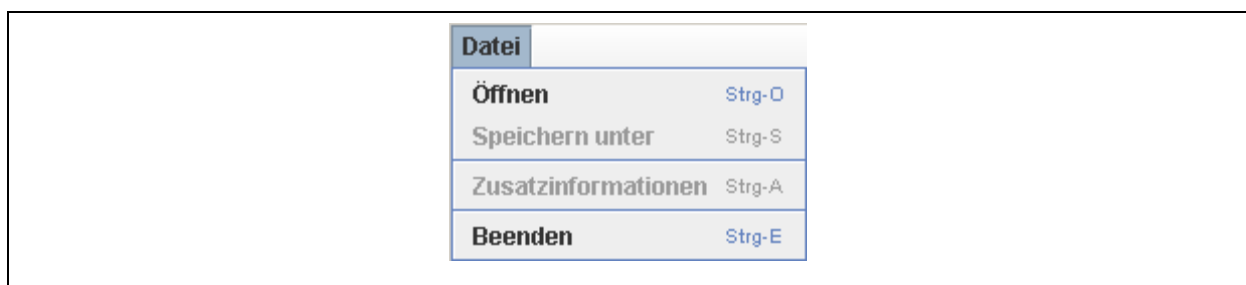 Datei
Öffnen Strg-O
Speichern unter Strg-S
Zusatzinformationen Strg-A
Beenden Strg-E